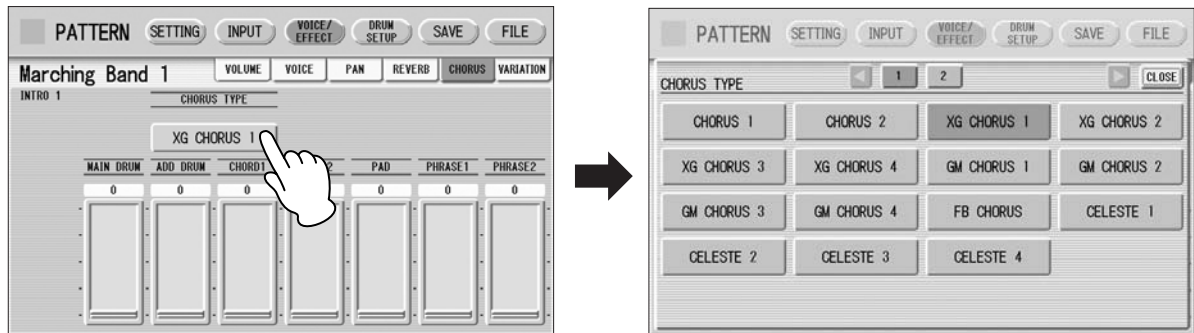 PATTERN SETTING INPUT VOICE/EFFECT DRUM SETUP SAVE FILE
Marching Band 1 VOLUME VOICE PAN REVERB CHORUS VARIATION
INTRO 1 CHORUS TYPE
XG CHORUS 1
MAIN DRUM ADD DRUM CHORD1 2 PAD PHRASE1 PHRASE2
0 0 0 0 0 0
PATTERN SETTING INPUT VOICE/EFFECT DRUM SETUP SAVE FILE
CHORUS TYPE 1 2 CLOSE
CHORUS 1 CHORUS 2 XG CHORUS 1 XG CHORUS 2
XG CHORUS 3 XG CHORUS 4 GM CHORUS 1 GM CHORUS 2
GM CHORUS 3 GM CHORUS 4 FB CHORUS CELESTE 1
CELESTE 2 CELESTE 3 CELESTE 4